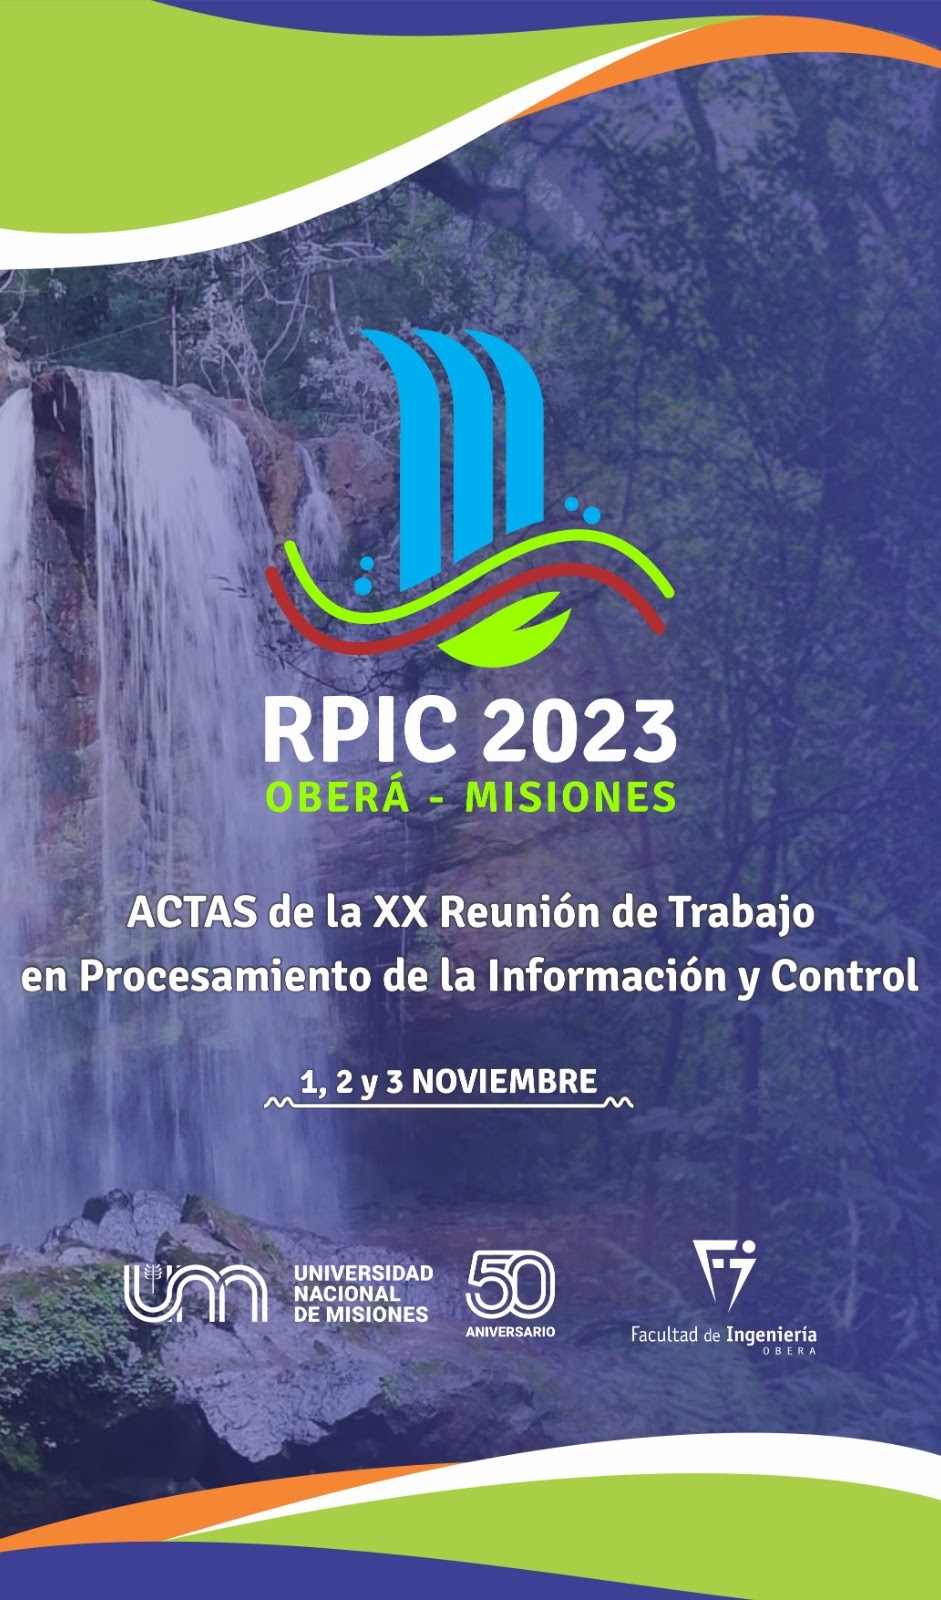 RPIC 2023
OBERÁ - MISIONES
ACTAS de la XX Reunión de Trabajo
en Procesamiento de la Información y Control
1, 2 y 3 NOVIEMBRE
um
UNIVERSIDAD
NACIONAL
DE MISIONES
50
ANIVERSARIO
FI
Facultad de Ingeniería
OBERA